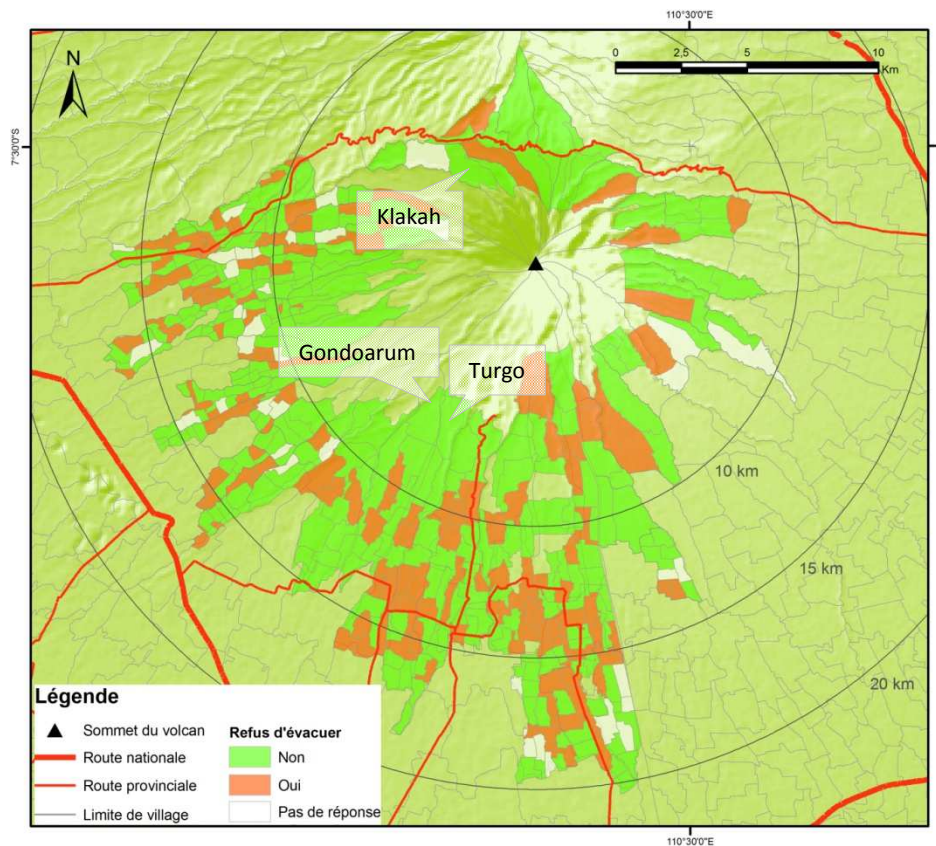 110°30'0"E
N
0
2,5
5
10
Km
7°30'0"S
Klakah
Gondoarum
Turgo
10 km
15 km
20 km
Légende
Sommet du volcan
Route nationale
Route provinciale
Limite de village
Refus d'évacuer
Non
Oui
Pas de réponse
110°30'0"E